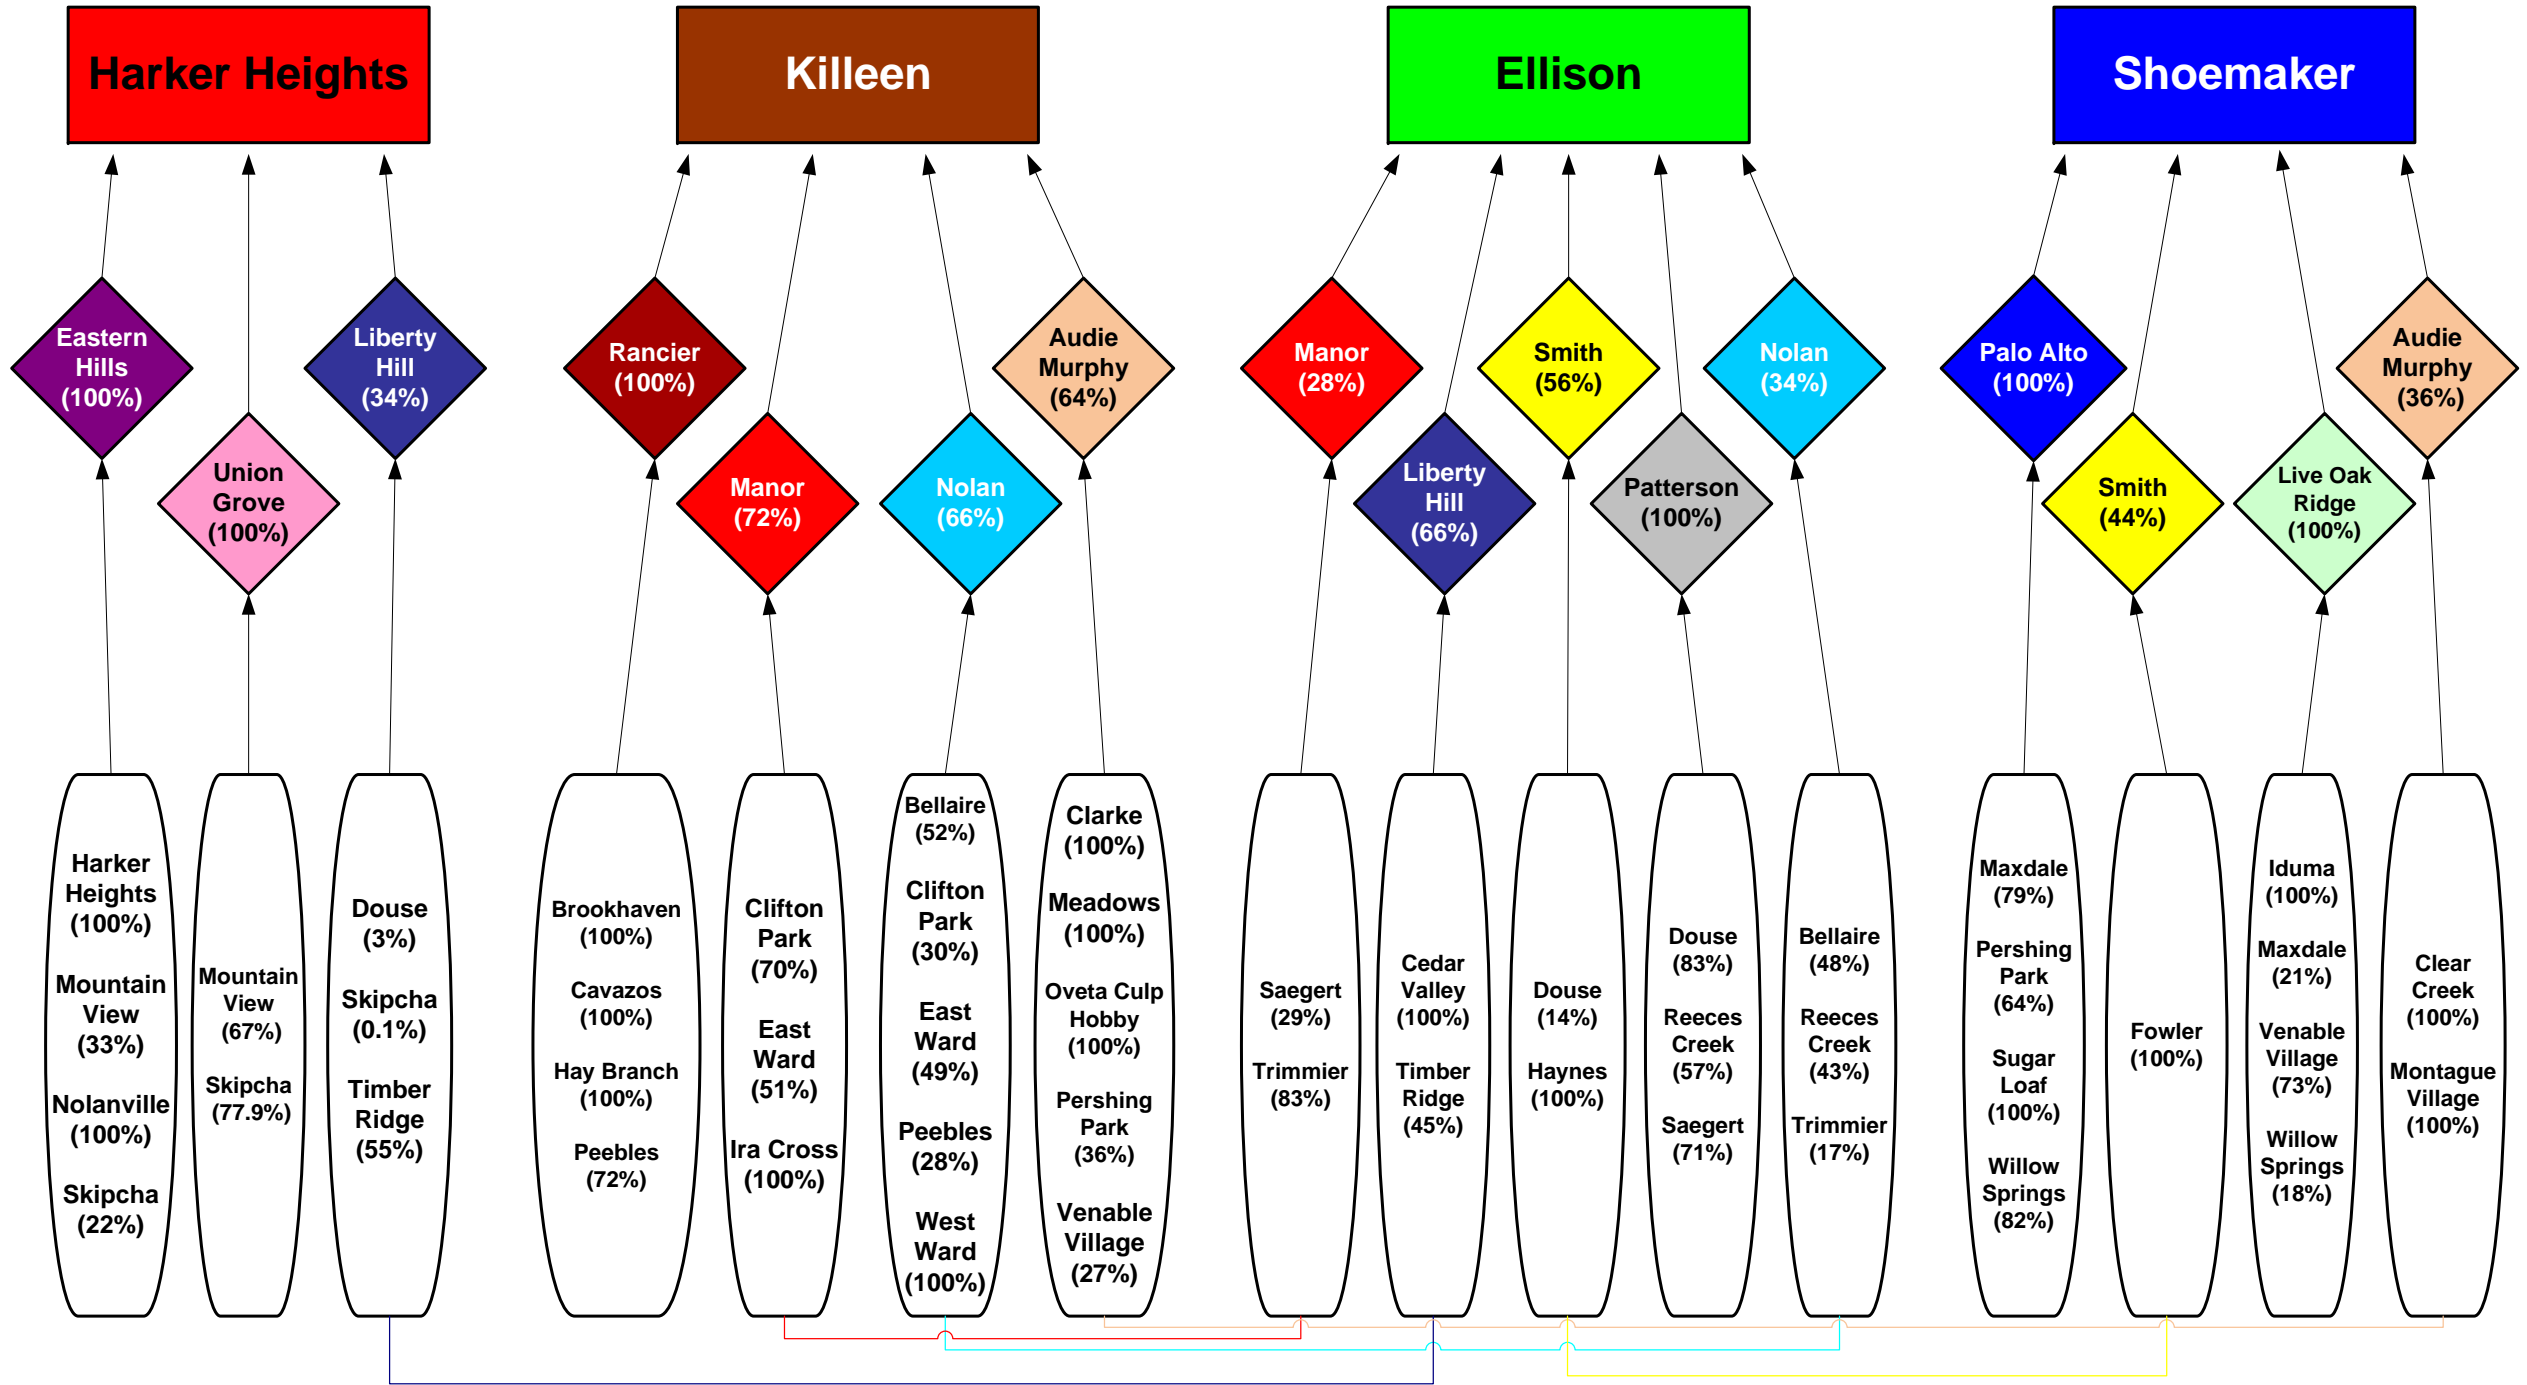 Harker Heights
Killeen
Ellison
Shoemaker
Eastern
Hills
(100%)
Union
Grove
(100%)
Liberty
Hill
(34%)
Rancier
(100%)
Manor
(72%)
Nolan
(66%)
Audie
Murphy
(64%)
Manor
(28%)
Liberty
Hill
(66%)
Smith
(56%)
Patterson
(100%)
Nolan
(34%)
Palo Alto
(100%)
Smith
(44%)
Live Oak
Ridge
(100%)
Audie
Murphy
(36%)
Harker
Heights
(100%)
Mountain
View
(33%)
Nolanville
(100%)
Skipcha
(22%)
Mountain
View
(67%)
Skipcha
(77.9%)
Douse
(3%)
Skipcha
(0.1%)
Timber
Ridge
(55%)
Brookhaven
(100%)
Cavazos
(100%)
Hay Branch
(100%)
Peebles
(72%)
Clifton
Park
(70%)
East
Ward
(51%)
Ira Cross
(100%)
Bellaire
(52%)
Clifton
Park
(30%)
East
Ward
(49%)
Peebles
(28%)
West
Ward
(100%)
Clarke
(100%)
Meadows
(100%)
Oveta Culp
Hobby
(100%)
Pershing
Park
(36%)
Venable
Village
(27%)
Saegert
(29%)
Trimmier
(83%)
Cedar
Valley
(100%)
Timber
Ridge
(45%)
Douse
(14%)
Haynes
(100%)
Douse
(83%)
Reeces
Creek
(57%)
Saegert
(71%)
Bellaire
(48%)
Reeces
Creek
(43%)
Trimmier
(17%)
Maxdale
(79%)
Pershing
Park
(64%)
Sugar
Loaf
(100%)
Willow
Springs
(82%)
Fowler
(100%)
Iduma
(100%)
Maxdale
(21%)
Venable
Village
(73%)
Willow
Springs
(18%)
Clear
Creek
(100%)
Montague
Village
(100%)